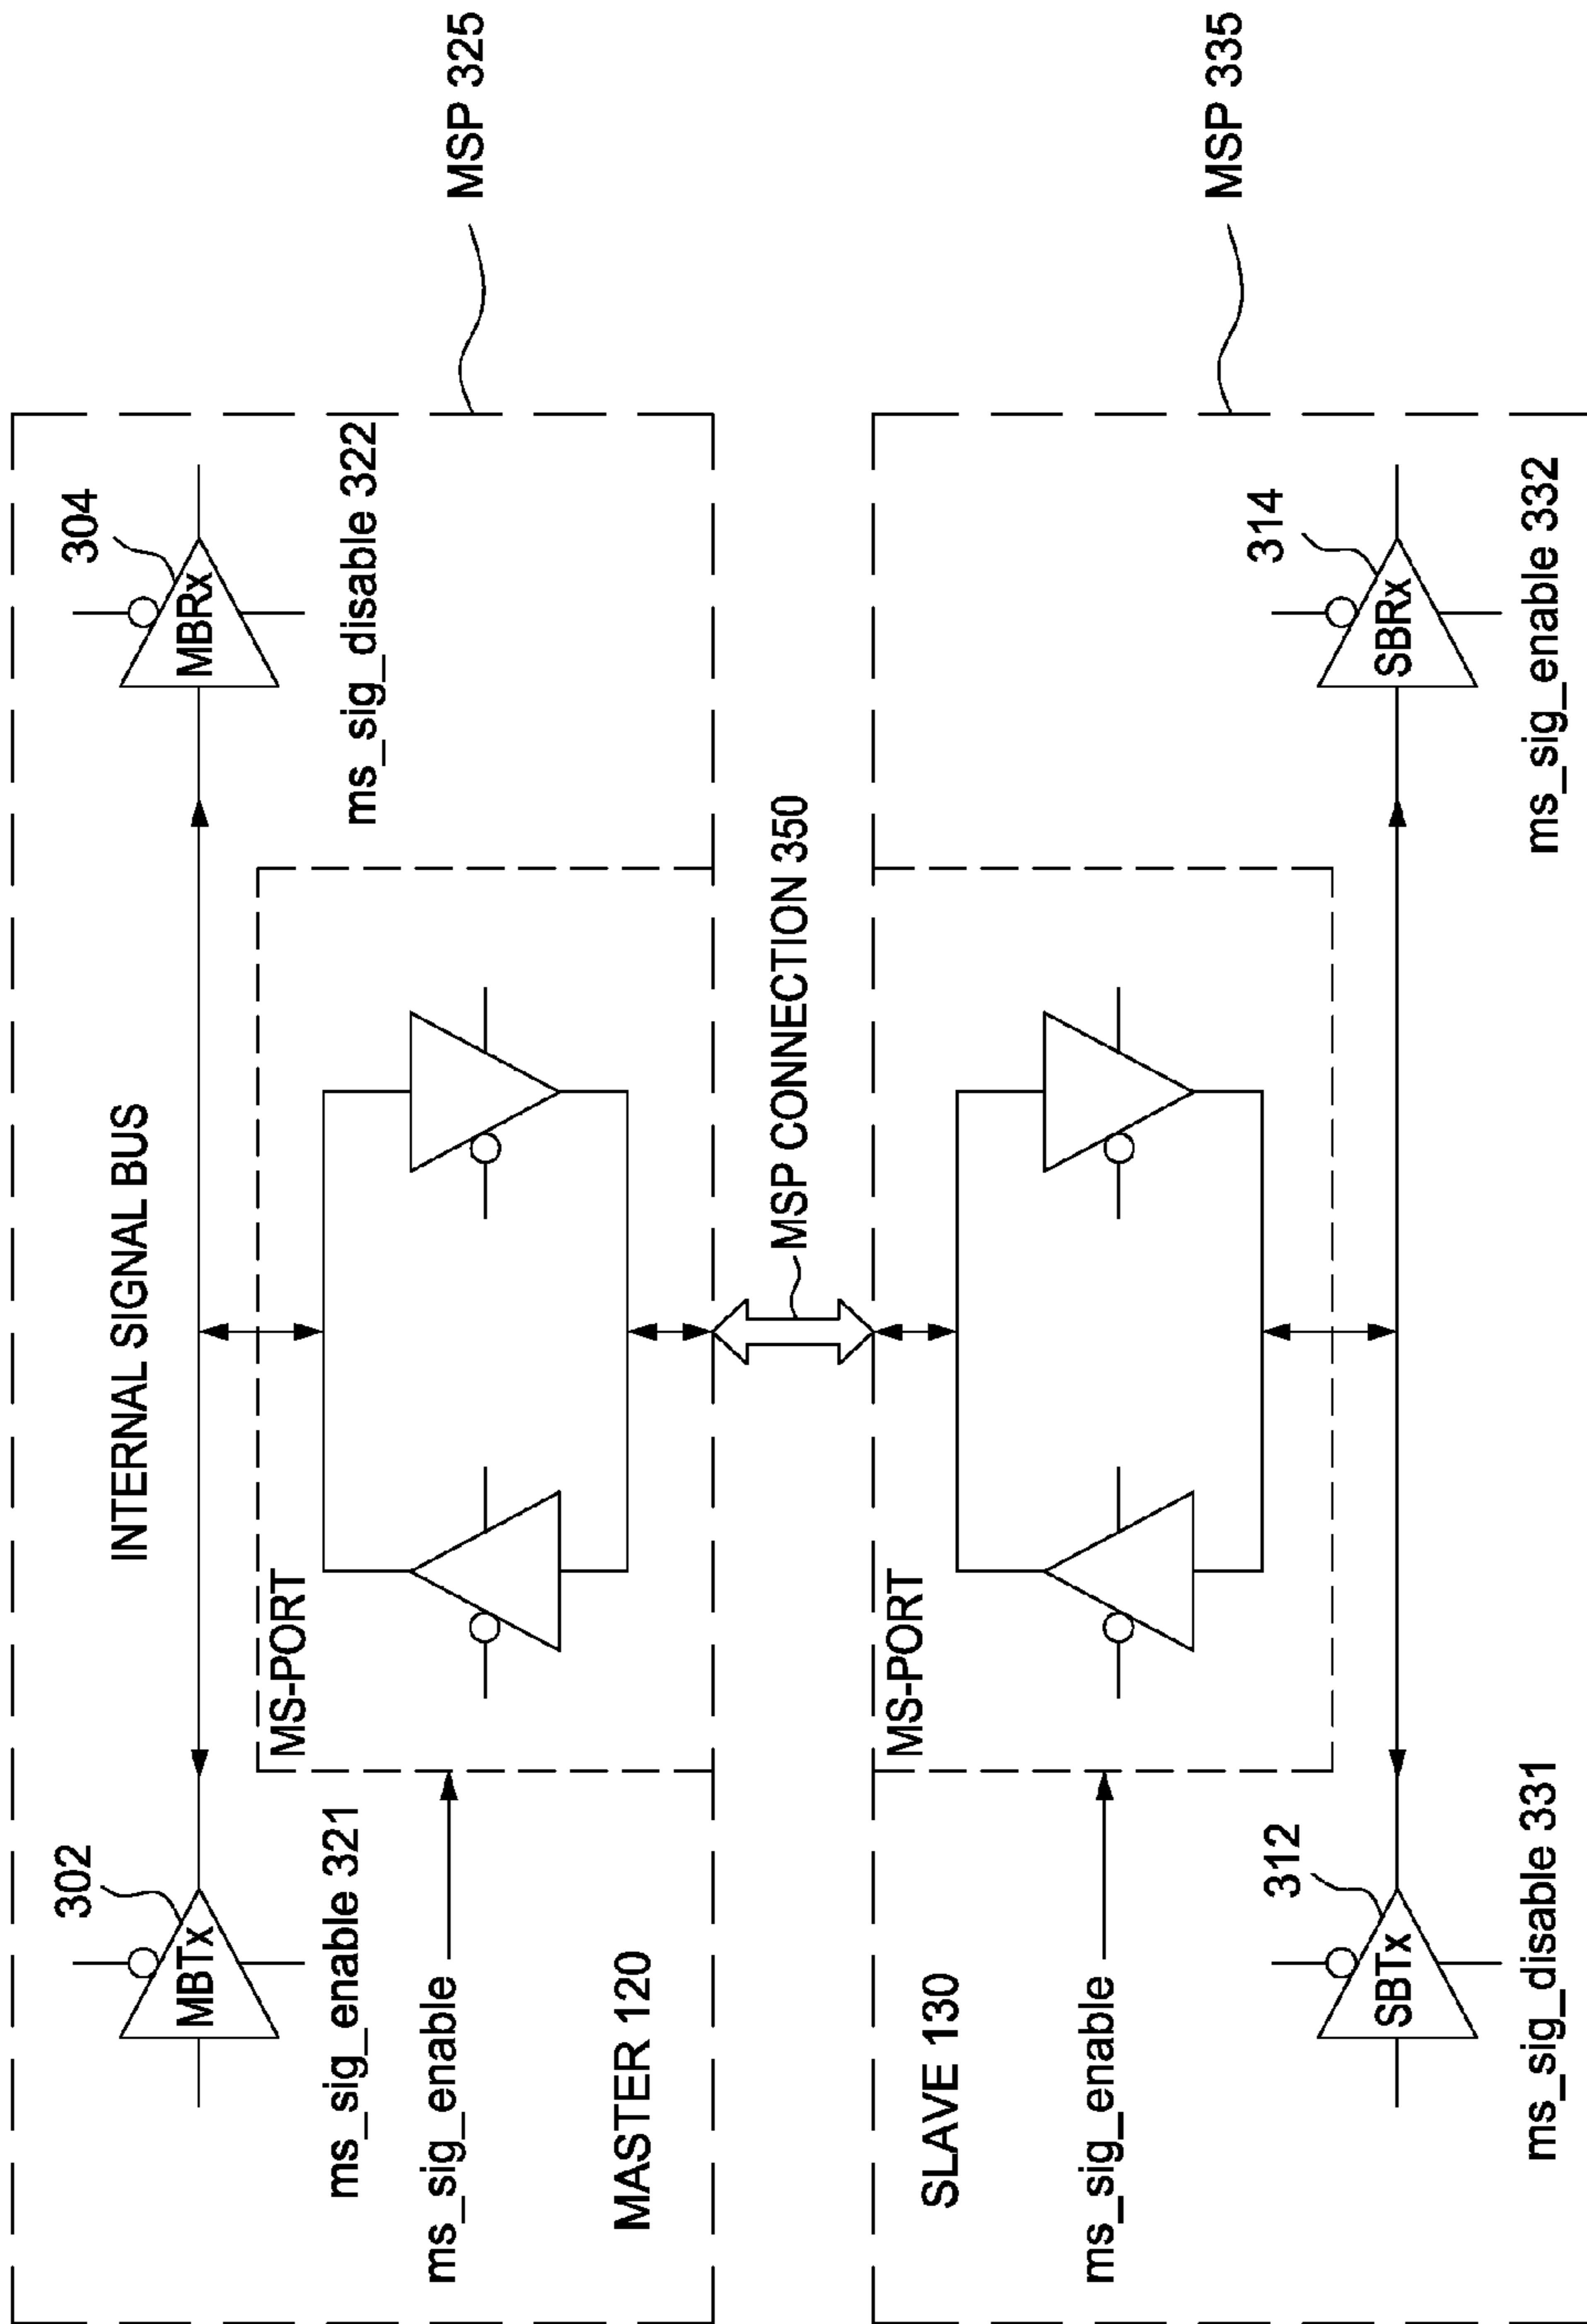 302
304
MBTx
INTERNAL SIGNAL BUS
MBRx
ms_sig_enable 321
ms_sig_disable 322
MS-PORT
ms_sig_enable
MSP 325
MASTER 120
MSP CONNECTION 350
SLAVE 130
MS-PORT
ms_sig_enable
MSP 335
312
314
SBTx
SBRx
ms_sig_disable 331
ms_sig_enable 332